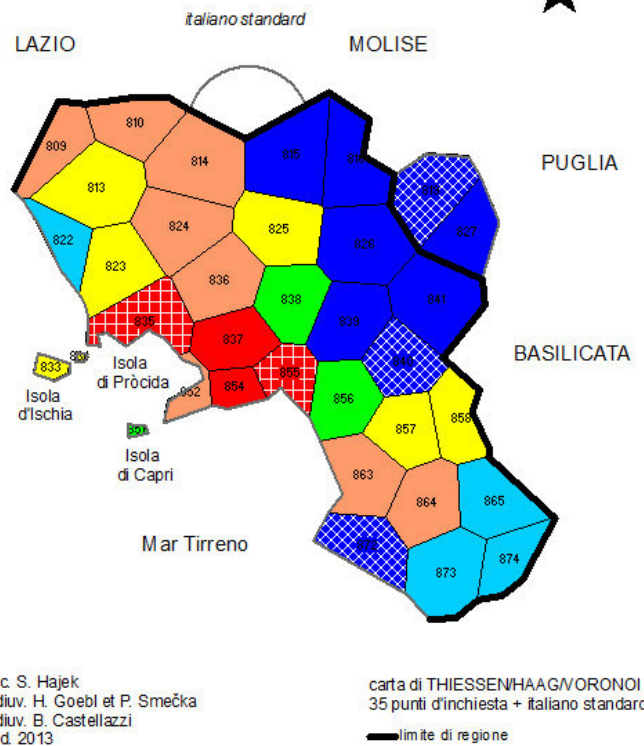 italiano standard
LAZIO
MOLISE
810
809
814
815
PUGLIA
813
824
825
827
822
826
823
836
838
841
835
839
837
BASILICATA
833
Isola
di Pròcida
855
854
Isola
d'Ischia
856
858
857
Isola
di Capri
863
864
865
Mar Tirreno
874
873
c. S. Hajek
diuv. H. Goebl et P. Smečka
diuv. B. Castellazzi
d. 2013
carta di THIESSEN/HAAG/VORONOI
35 punti d'inchiesta + italiano standard
limite di regione